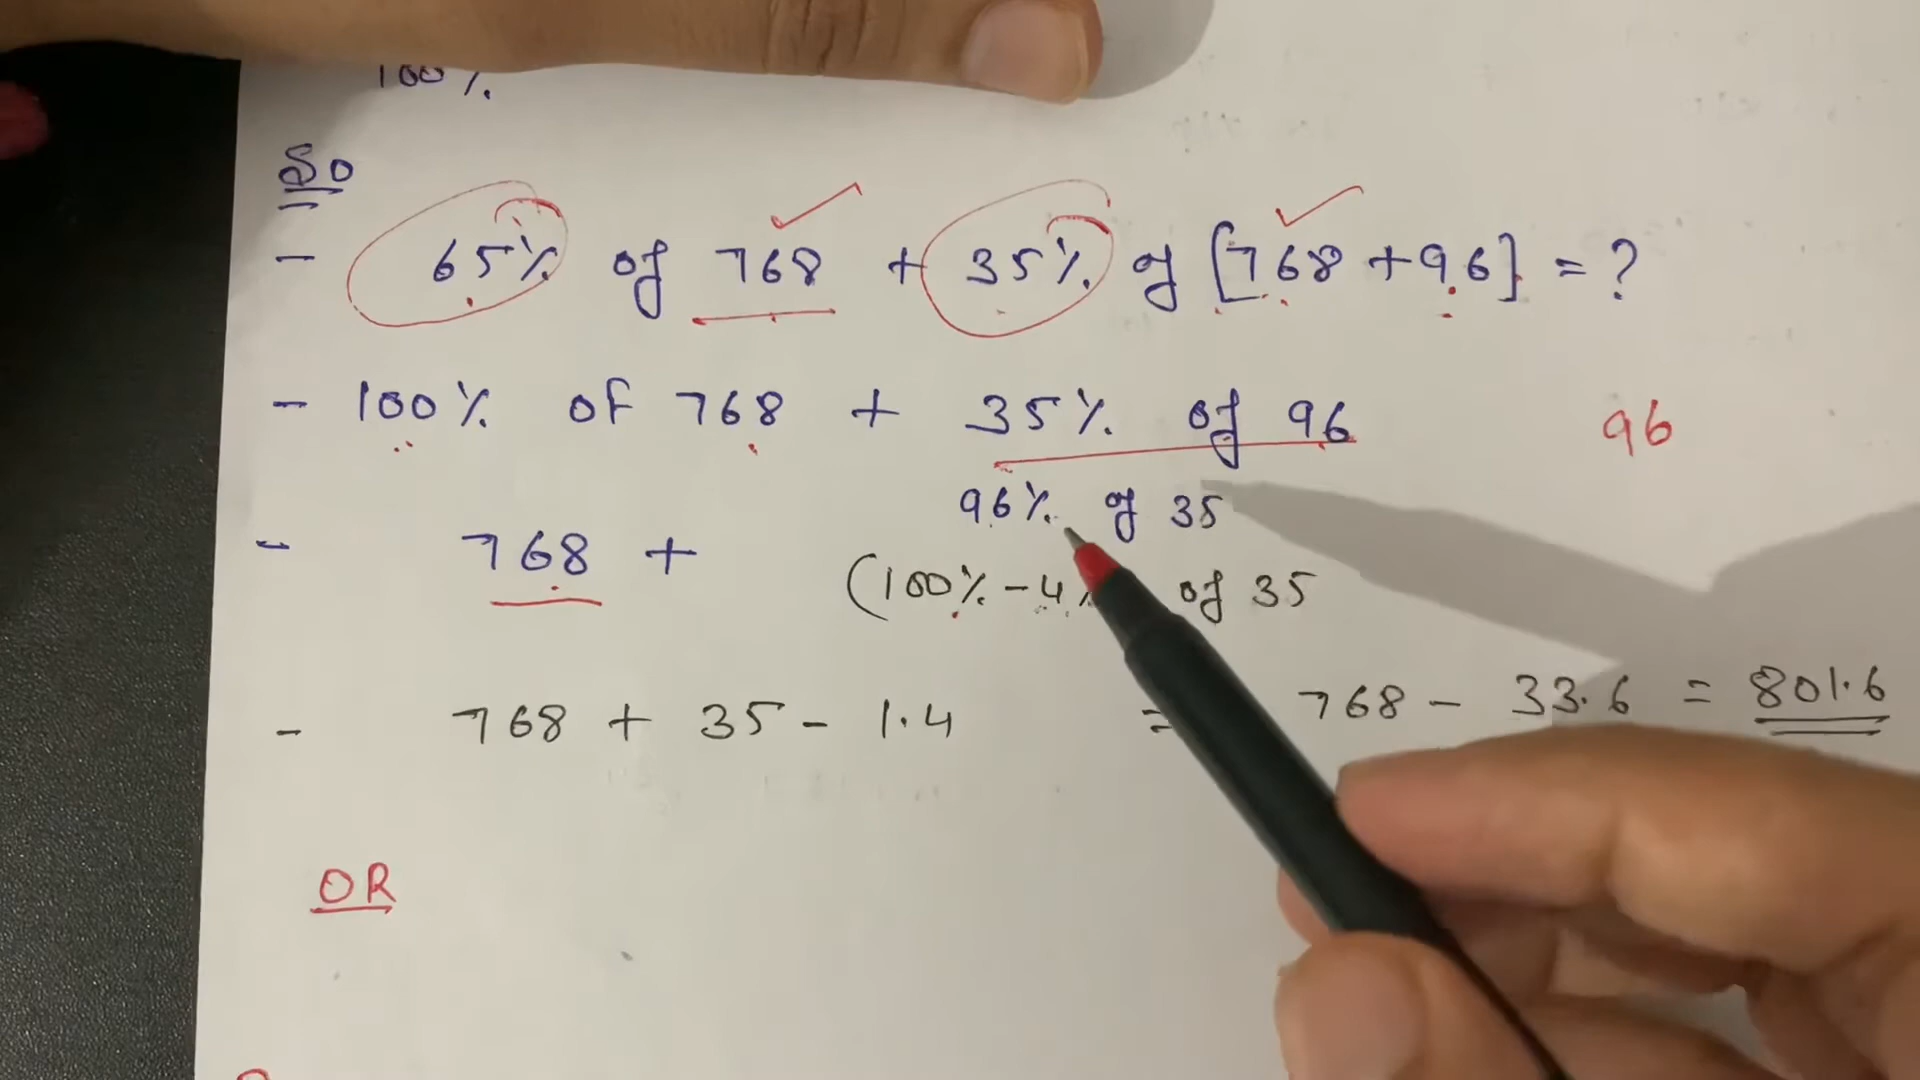 100%
So
- 65% of 768 + 35% of [768 + 96] = ?
- 100% of 768 + 35% of 96 96
96% of 35
- 768 + (100% - 4% of 35
- 768 + 35 - 1.4 = 768 - 33.6 = 801.6
OR